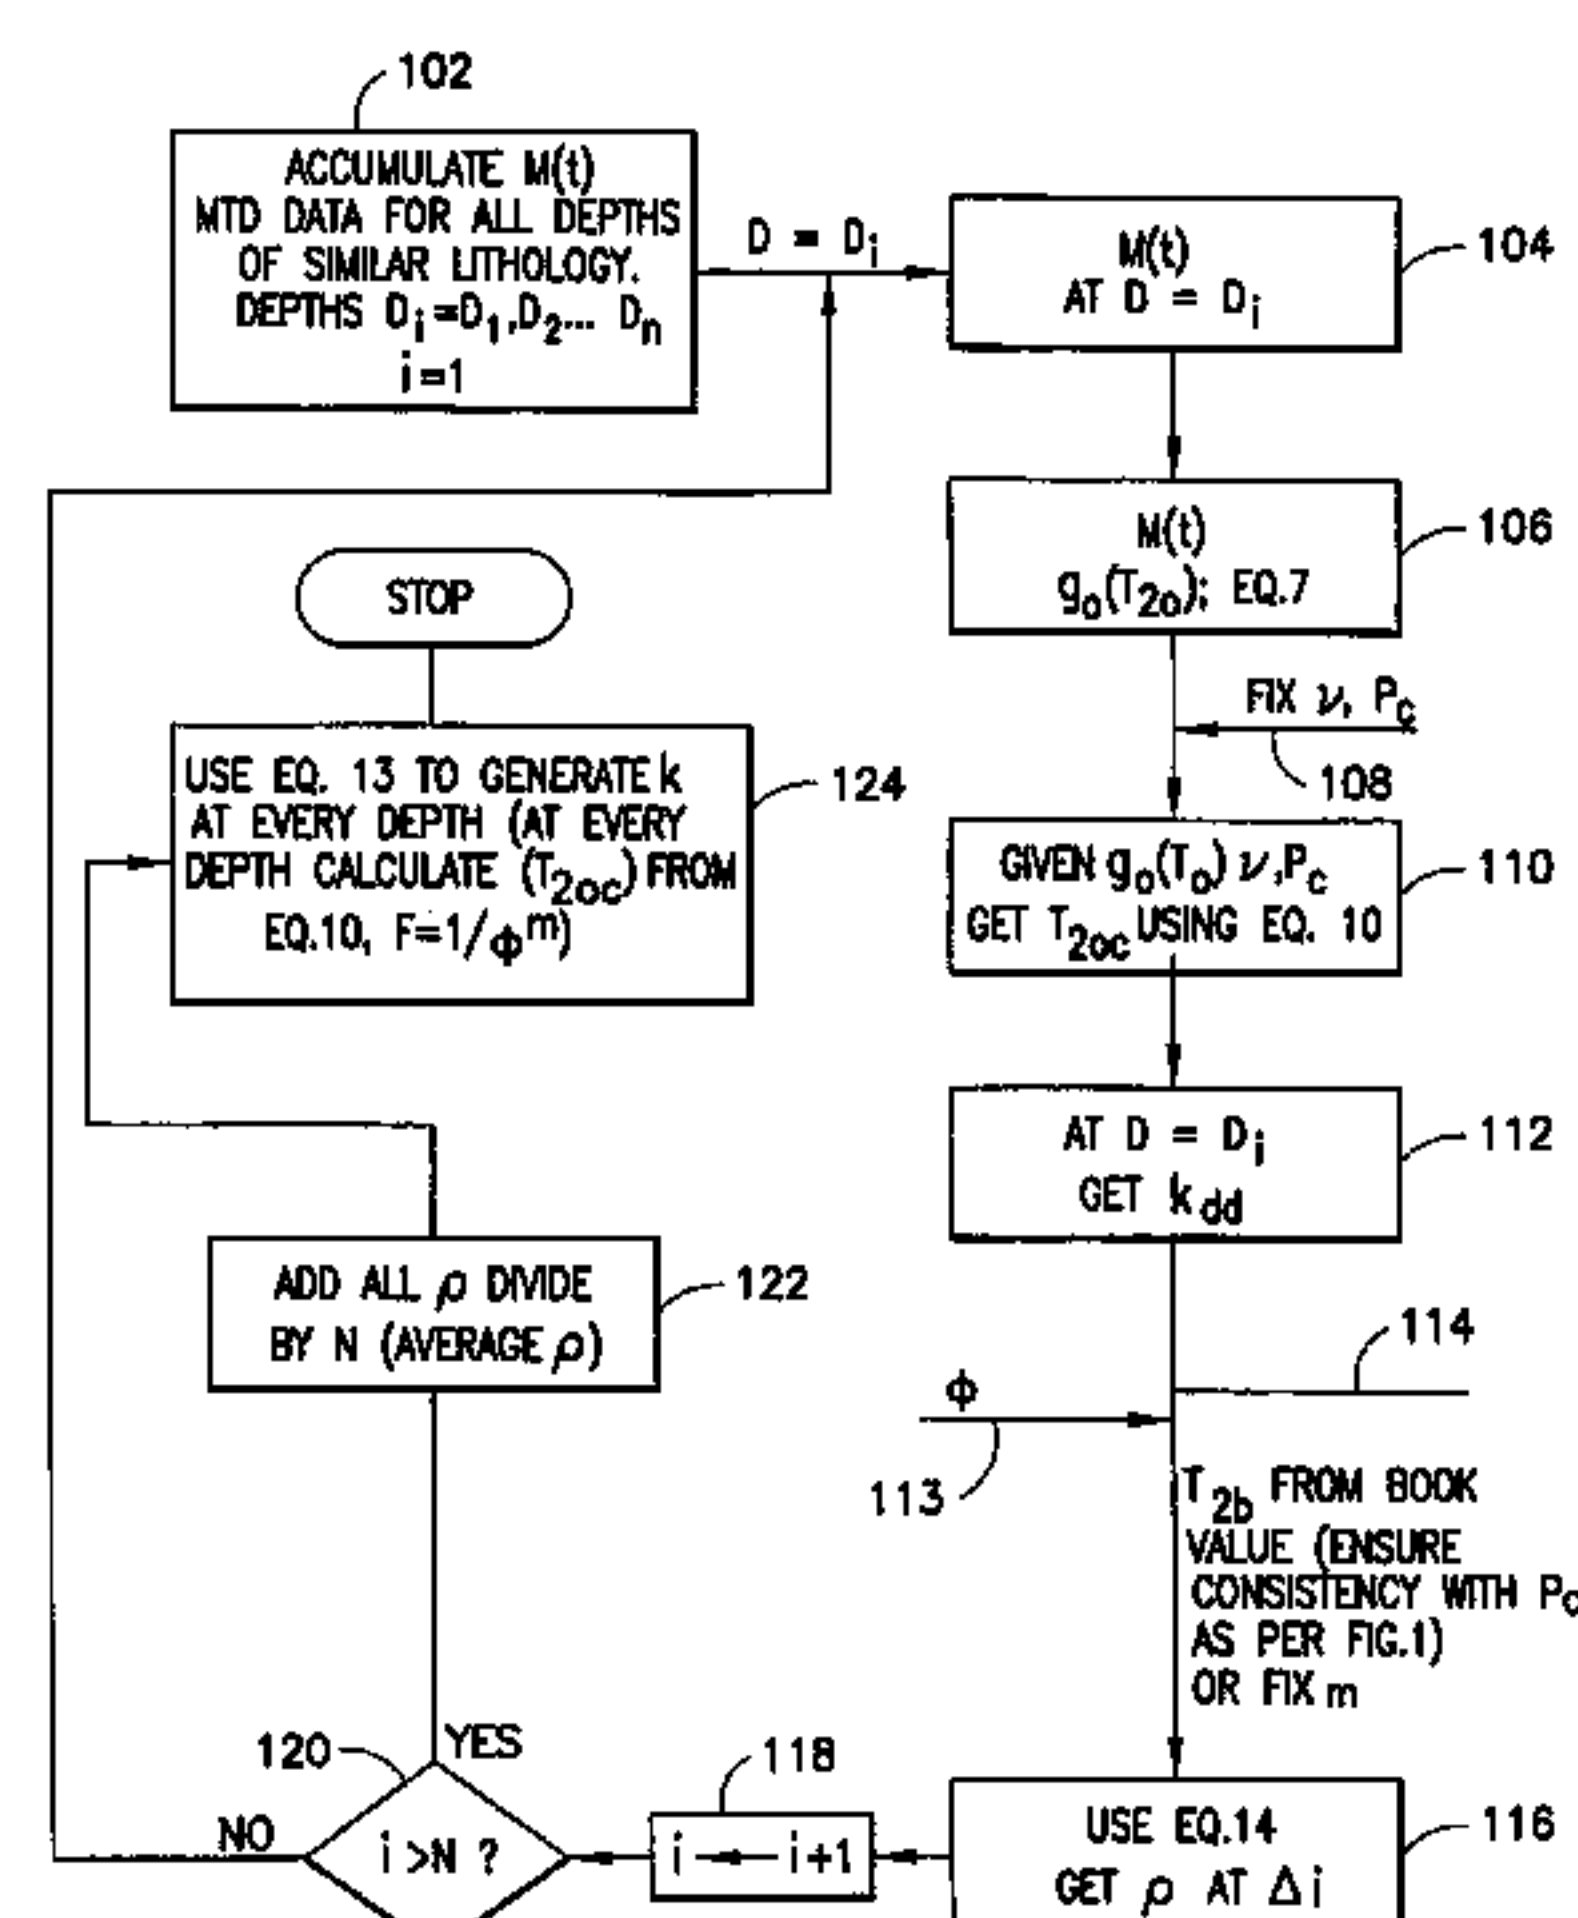 102
ACCUMULATE M(t)
MTD DATA FOR ALL DEPTHS
OF SIMILAR LITHOLOGY.
DEPTHS Di=D1,D2... Dn
i=1
D = Di
M(t)
AT D = Di
104
M(t)
go(T2o); EQ.7
106
FIX ν, Pc
108
GIVEN go(To) ν,Pc
GET T2oc USING EQ. 10
110
AT D = Di
GET kdd
112
114
ϕ
113
T2b FROM BOOK
VALUE (ENSURE
CONSISTENCY WITH Pc
AS PER FIG.1)
OR FIX m
USE EQ.14
GET ρ AT Δi
116
118
i ← i+1
120
i >N ?
NO
YES
ADD ALL ρ DIVIDE
BY N (AVERAGE ρ)
122
USE EQ. 13 TO GENERATE k
AT EVERY DEPTH (AT EVERY
DEPTH CALCULATE (T2oc) FROM
EQ.10, F=1/ϕm)
124
STOP